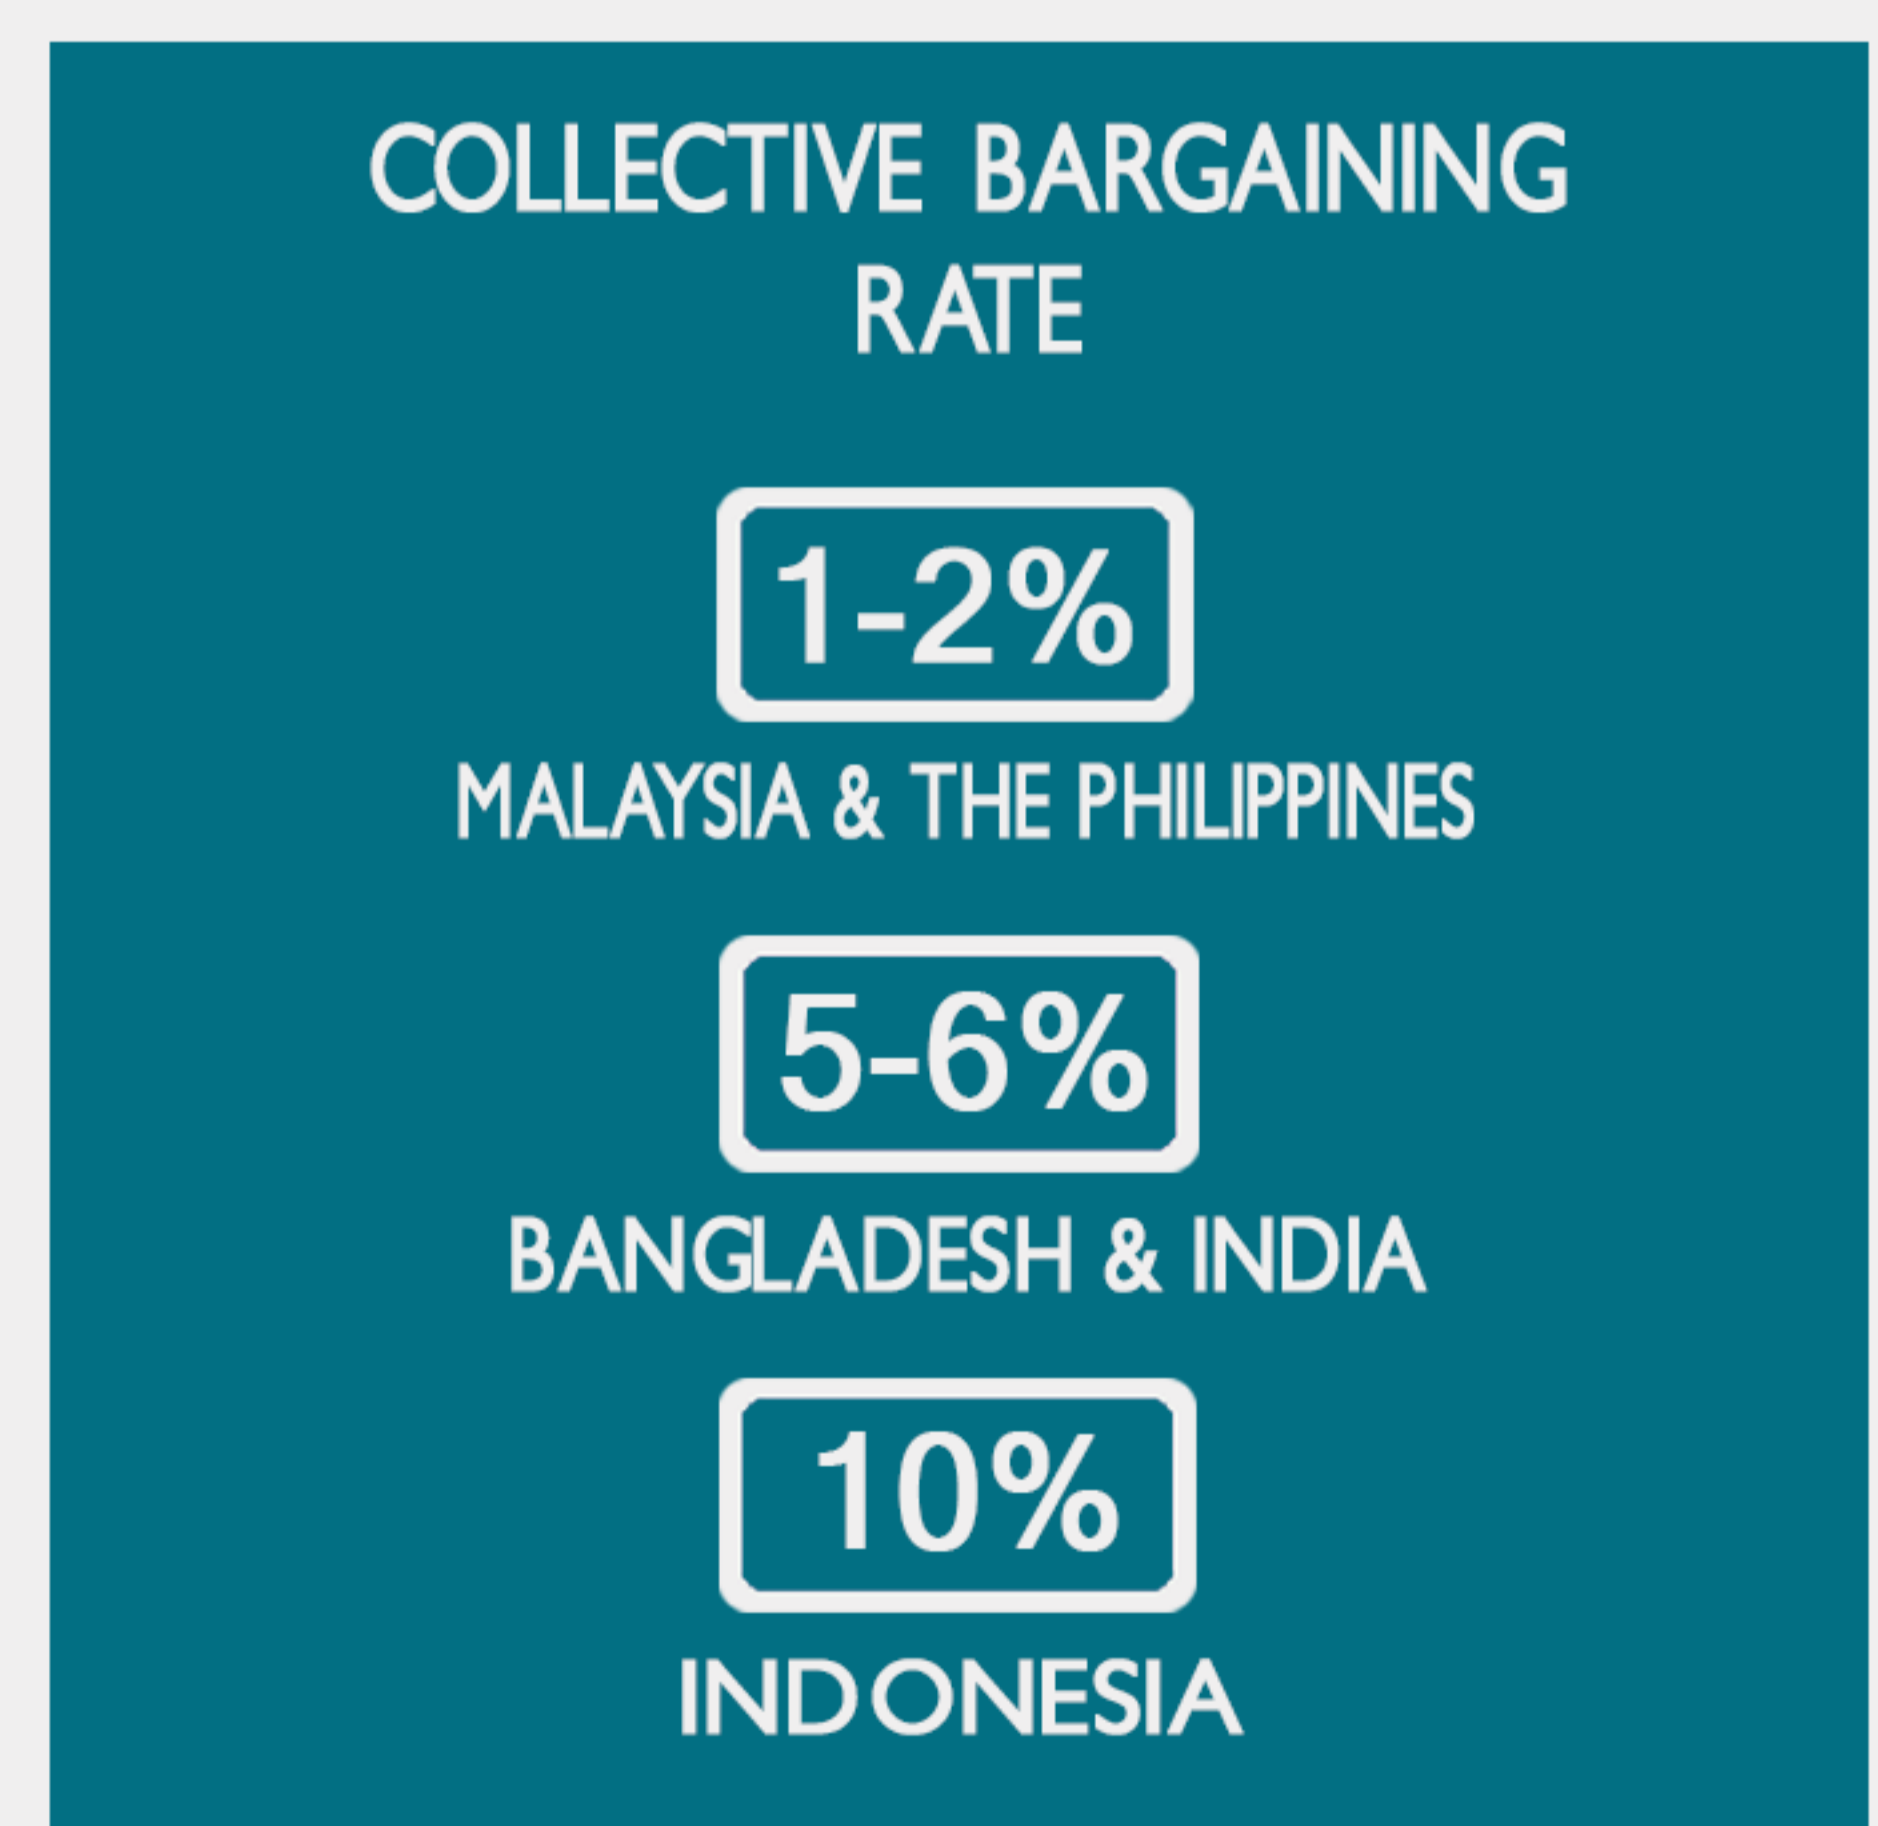 COLLECTIVE BARGAINING
RATE
1-2%
MALAYSIA & THE PHILIPPINES
5-6%
BANGLADESH & INDIA
10%
INDONESIA